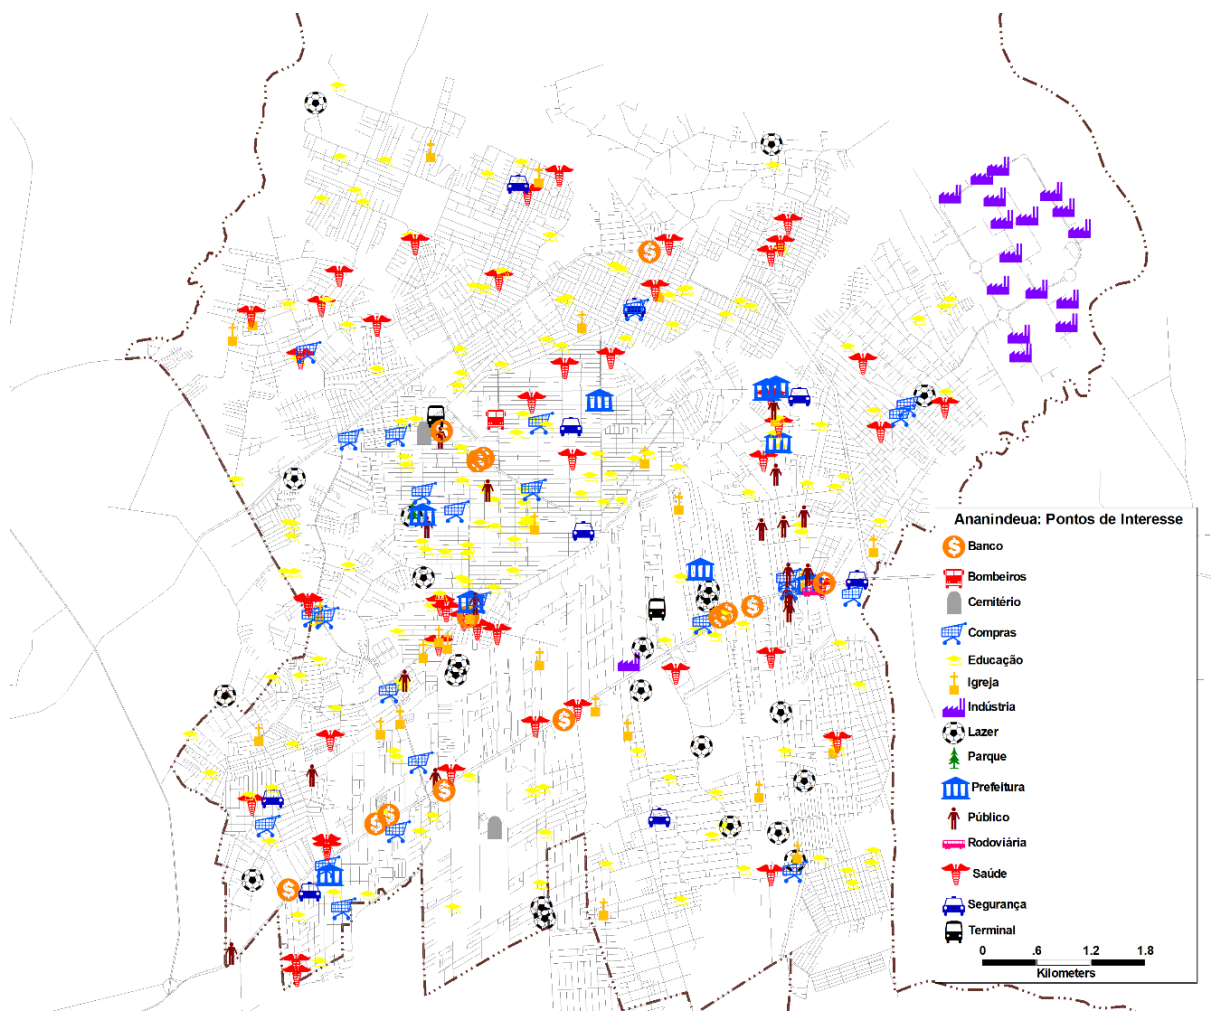 Ananindeua: Pontos de Interesse
Banco
Bombeiros
Cemitério
Compras
Educação
Igreja
Indústria
Lazer
Parque
Prefeitura
Público
Rodoviária
Saúde
Segurança
Terminal
0 .6 1.2 1.8
Kilometers